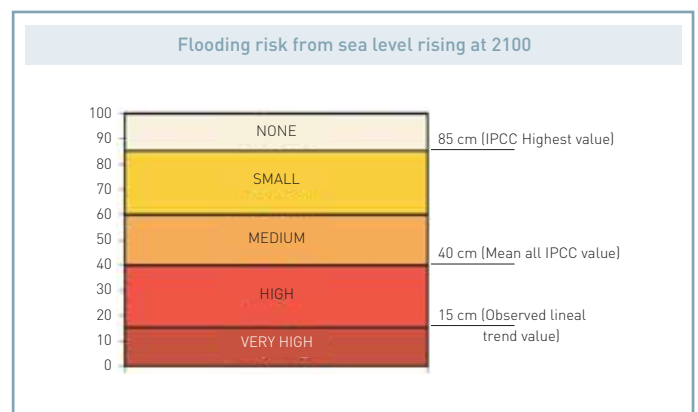 Flooding risk from sea level rising at 2100
100
90
80
70
60
50
40
30
20
10
0
NONE
SMALL
MEDIUM
HIGH
VERY HIGH
85 cm (IPCC Highest value)
40 cm (Mean all IPCC value)
15 cm (Observed lineal
trend value)